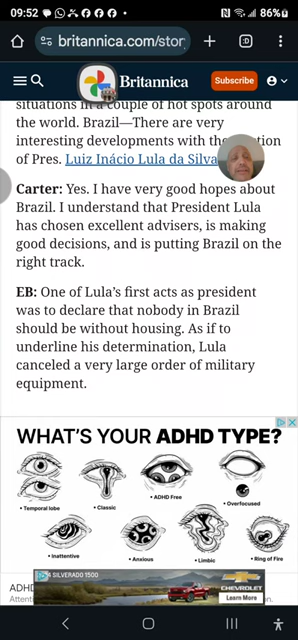 09:52
86%
britannica.com/stor
:D
Britannica
Subscribe
situations in a couple of hot spots around
the world. Brazil—There are very
interesting developments with the
of Pres. Luiz Inácio Lula da Silva
Carter: Yes. I have very good hopes about
Brazil. I understand that President Lula
has chosen excellent advisers, is making
good decisions, and is putting Brazil on the
right track.
EB: One of Lula’s first acts as president
was to declare that nobody in Brazil
should be without housing. As if to
underline his determination, Lula
canceled a very large order of military
equipment.
WHAT'S YOUR ADHD TYPE?
• Temporal lobe
• Classic
• ADHD Free
• Overfocused
• Inattentive
• Anxious
• Limbic
• Ring of Fire
ADHD
SILVERADO 1500
CHEVROLET
Learn More